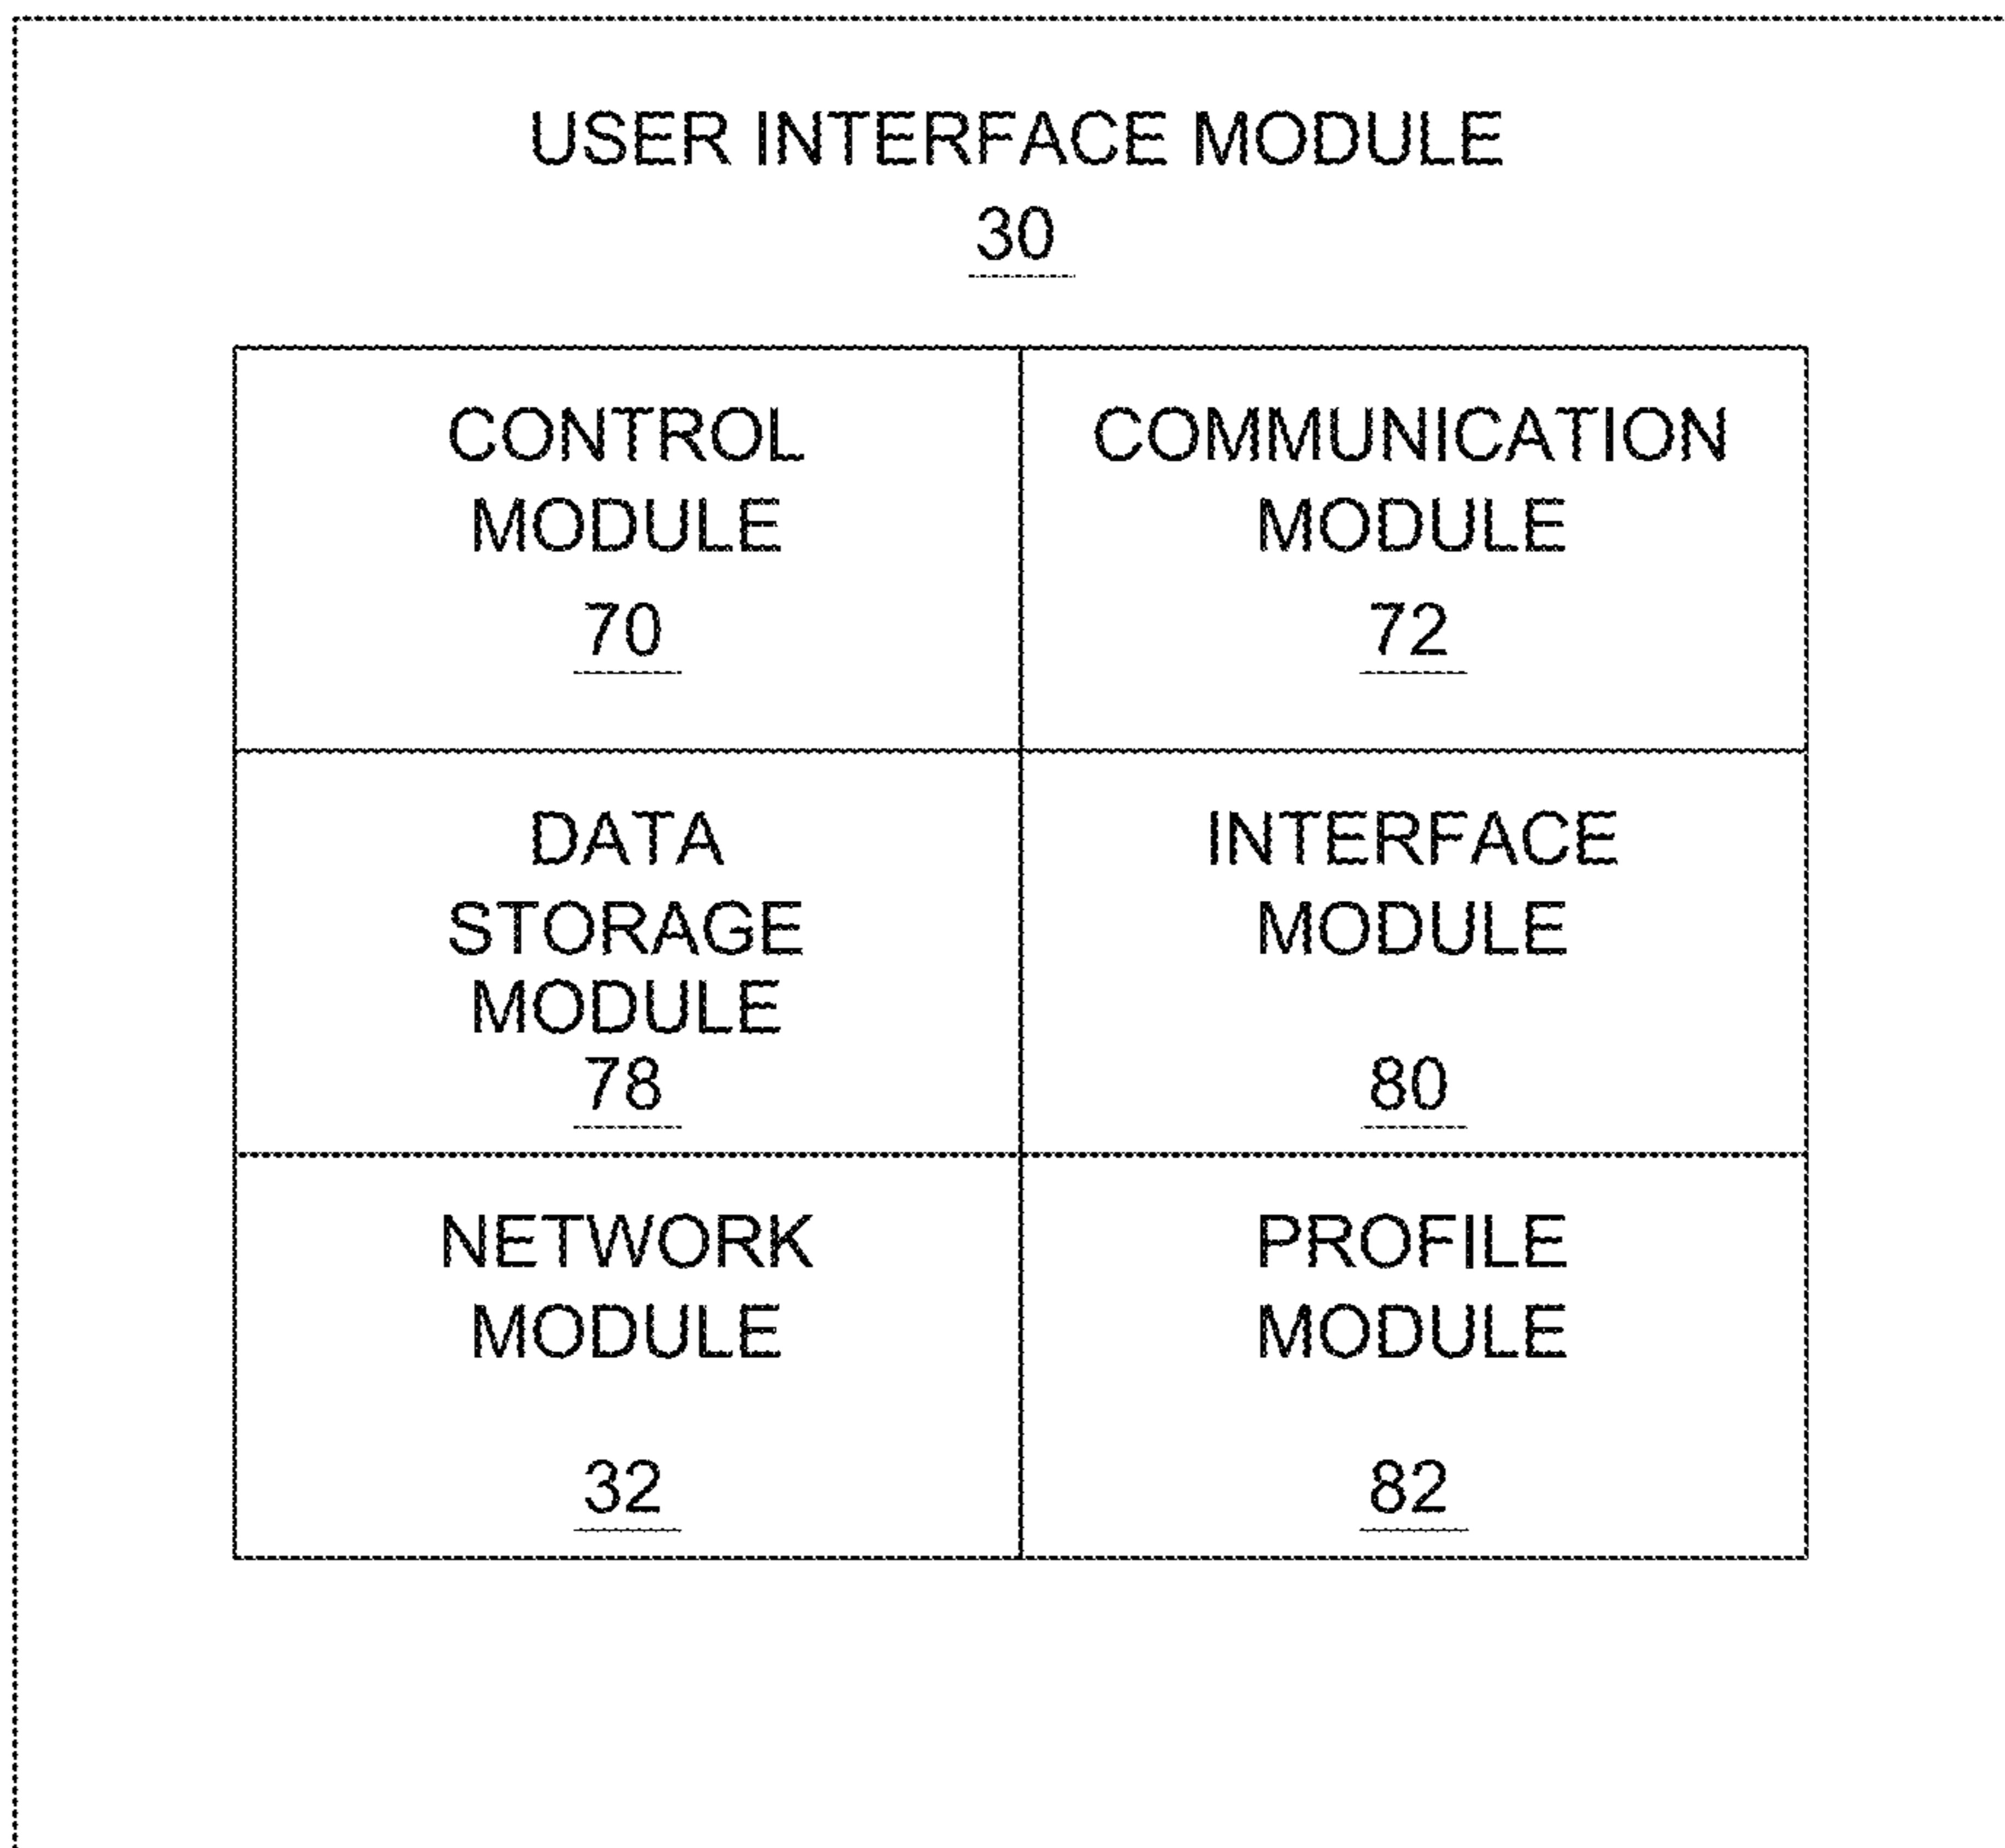 USER INTERFACE MODULE
30
CONTROL
MODULE
70
COMMUNICATION
MODULE
72
DATA
STORAGE
MODULE
78
INTERFACE
MODULE
80
NETWORK
MODULE
32
PROFILE
MODULE
82